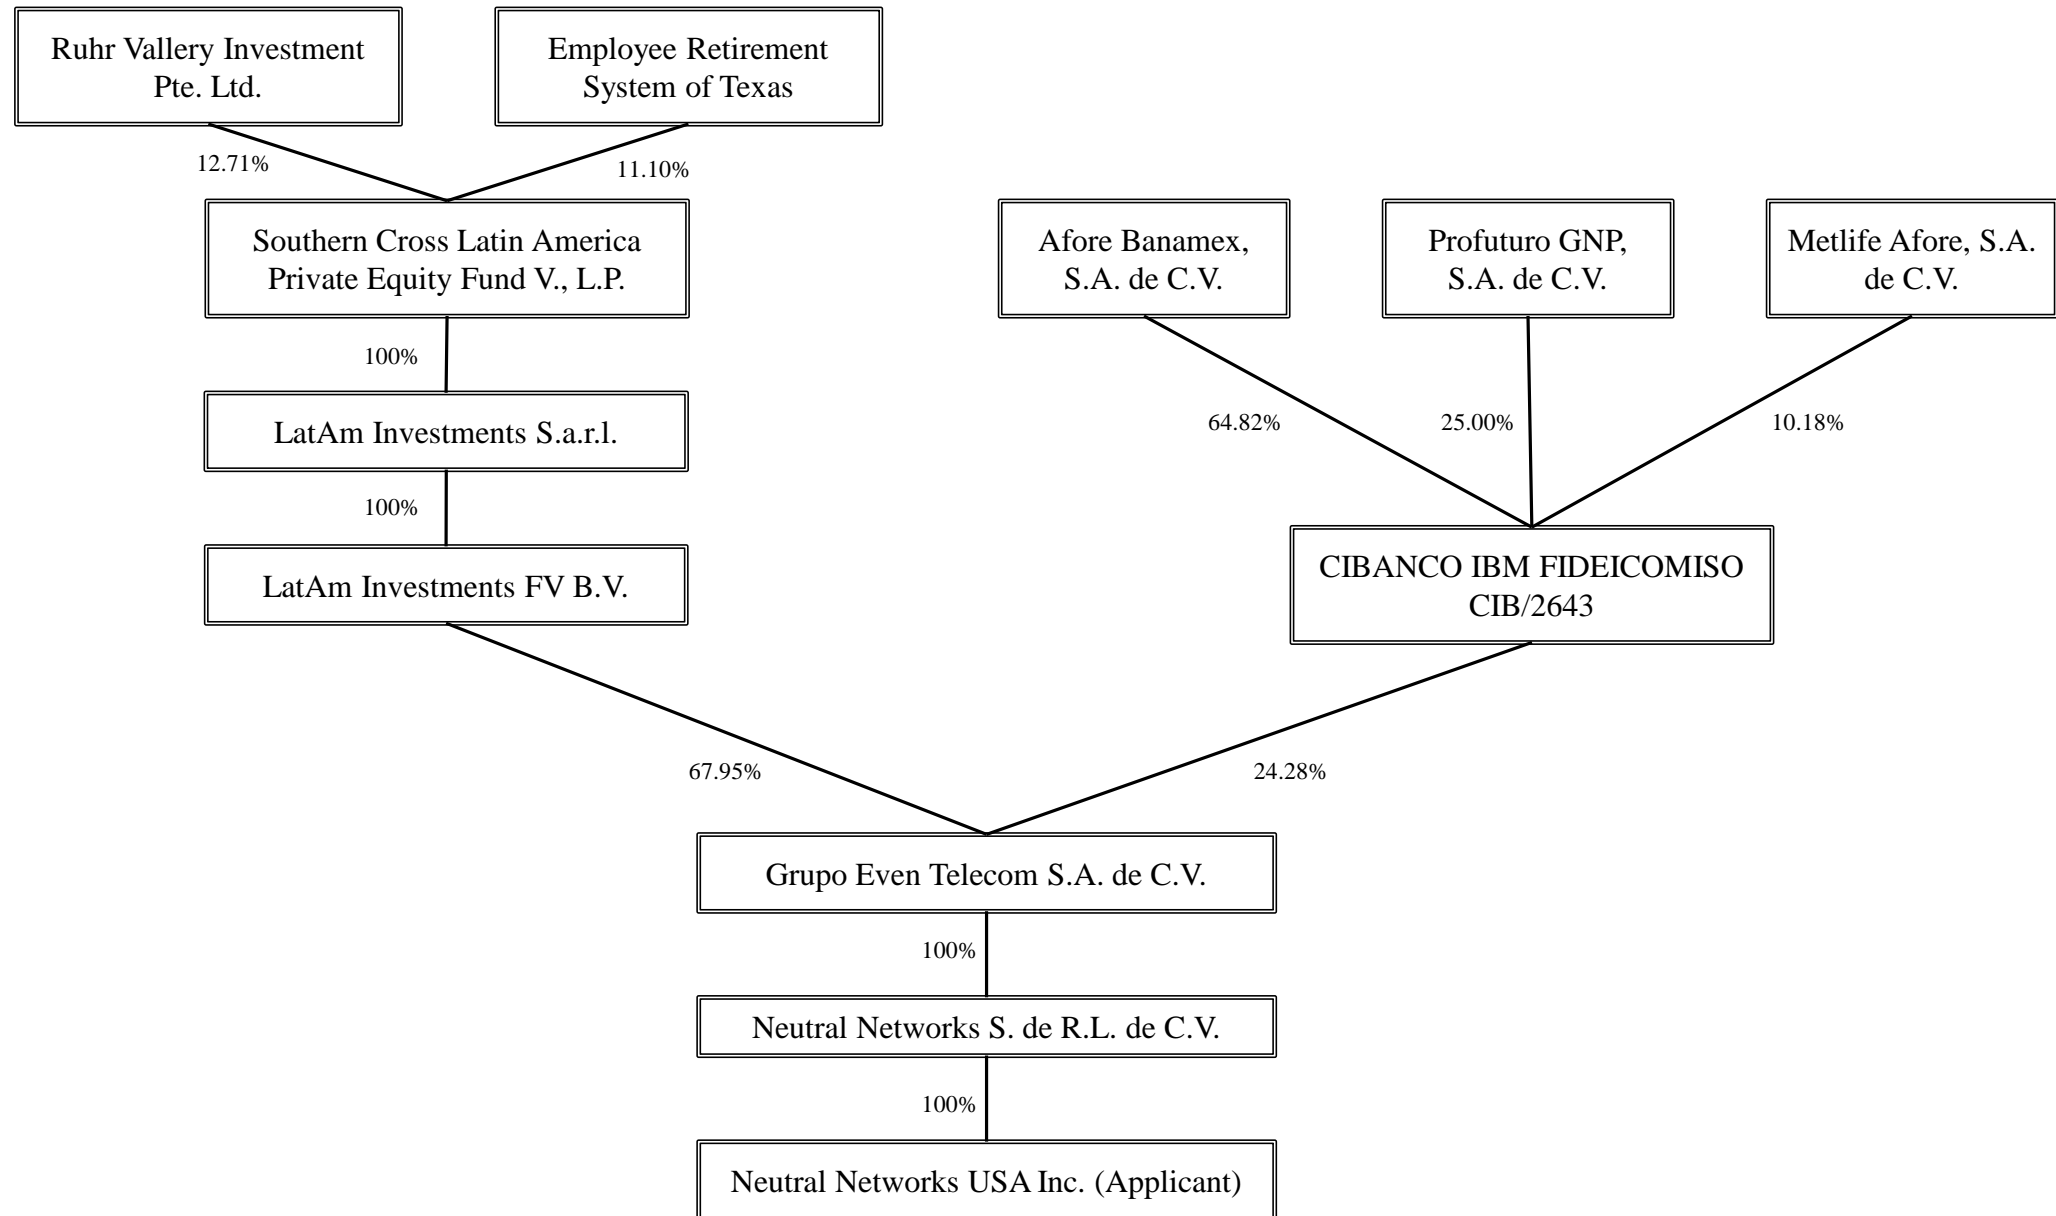 Ruhr Vallery Investment
Pte. Ltd.
Employee Retirement
System of Texas
12.71%
11.10%
Southern Cross Latin America
Private Equity Fund V., L.P.
Afore Banamex,
S.A. de C.V.
Profuturo GNP,
S.A. de C.V.
Metlife Afore, S.A.
de C.V.
100%
LatAm Investments S.a.r.l.
64.82%
25.00%
10.18%
100%
LatAm Investments FV B.V.
CIBANCO IBM FIDEICOMISO
CIB/2643
67.95%
24.28%
Grupo Even Telecom S.A. de C.V.
100%
Neutral Networks S. de R.L. de C.V.
100%
Neutral Networks USA Inc. (Applicant)